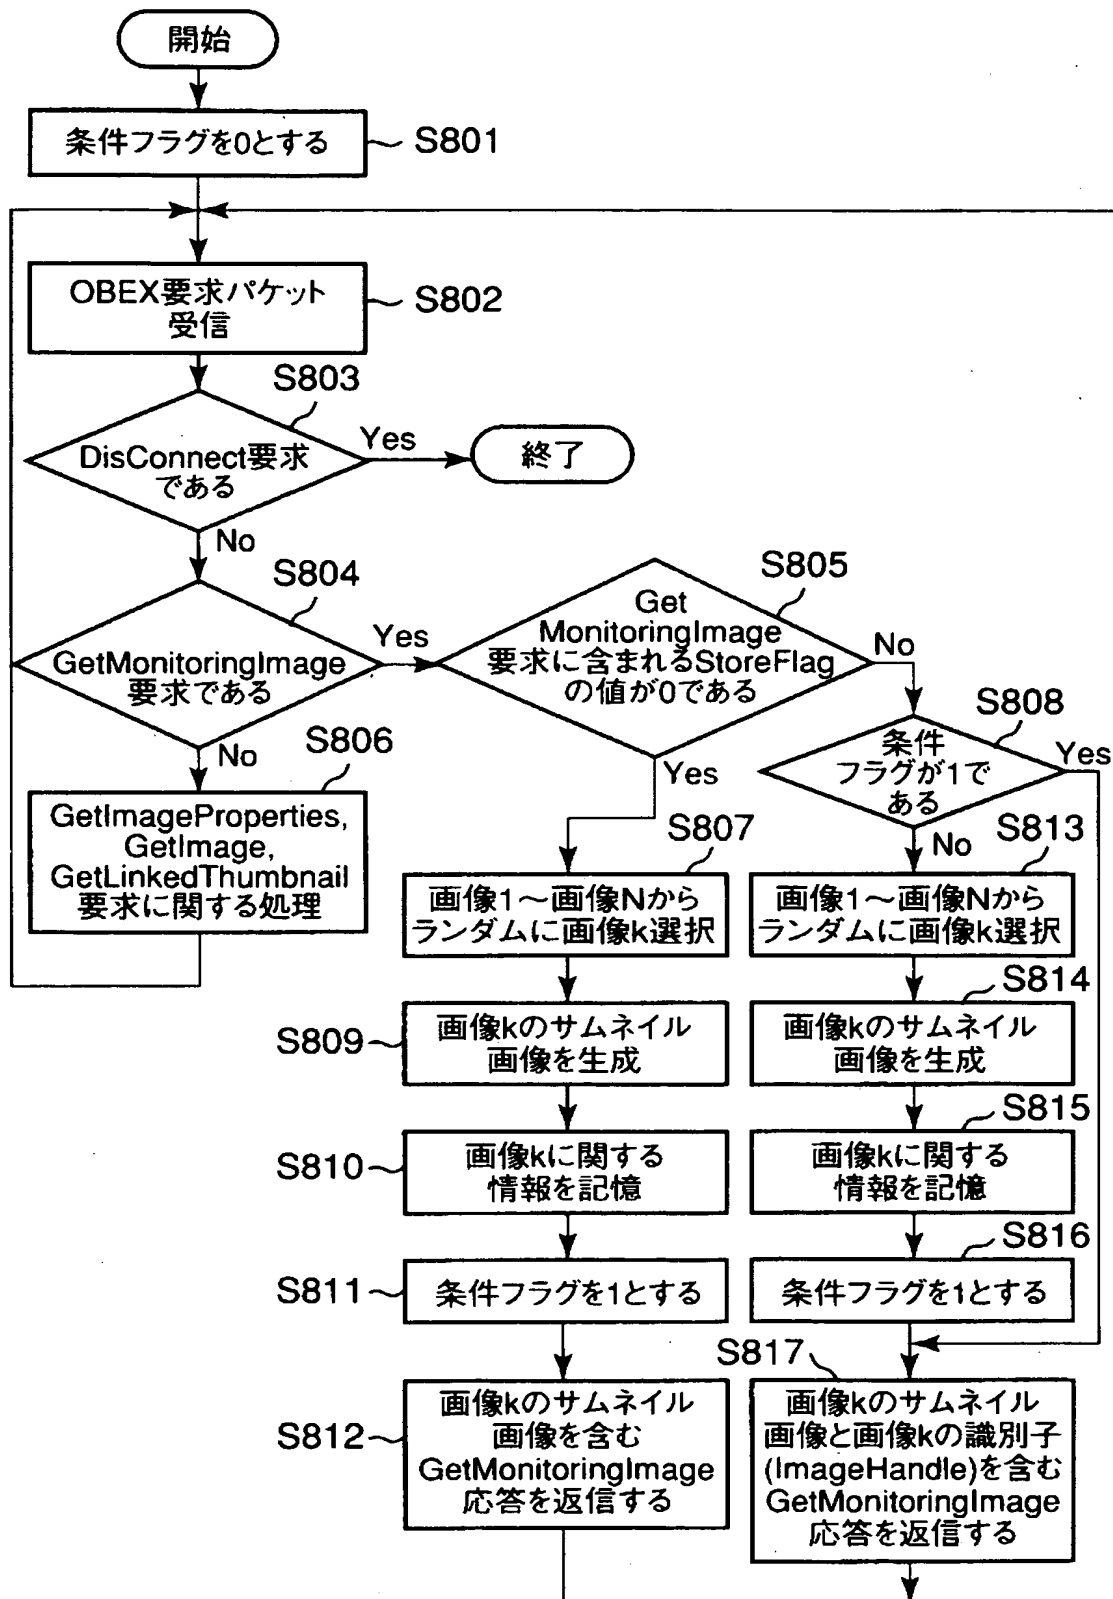 開始
条件フラグを0とする
S801
OBEX要求パケット
受信
S802
S803
DisConnect要求
である
Yes
終了
No
S804
GetMonitoringImage
要求である
Yes
No
S805
Get
MonitoringImage
要求に含まれるStoreFlag
の値が0である
No
Yes
S806
GetImageProperties,
GetImage,
GetLinkedThumbnail
要求に関する処理
S808
条件
フラグが1で
ある
Yes
No
S807
画像1～画像Nから
ランダムに画像k選択
S813
画像1～画像Nから
ランダムに画像k選択
S809
画像kのサムネイル
画像を生成
S814
画像kのサムネイル
画像を生成
S810
画像kに関する
情報を記憶
S815
画像kに関する
情報を記憶
S811
条件フラグを1とする
S816
条件フラグを1とする
S812
画像kのサムネイル
画像を含む
GetMonitoringImage
応答を返信する
S817
画像kのサムネイル
画像と画像kの識別子
(ImageHandle)を含む
GetMonitoringImage
応答を返信する